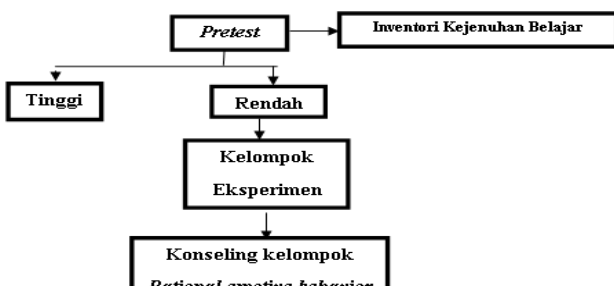 Pretest
Inventori Kejenuhan Belajar
Tinggi
Rendah
Kelompok
Eksperimen
Konseling kelompok
Rational emotive behavior